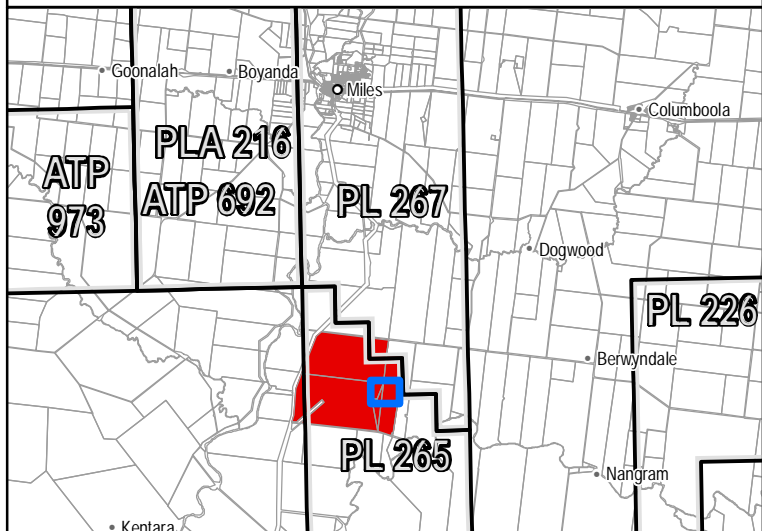 Goonalah
Boyanda
Miles
Columboola
PLA 216
ATP 692
ATP
973
PL 267
Dogwood
PL 226
Berwyndale
PL 265
Nangram
Kentara